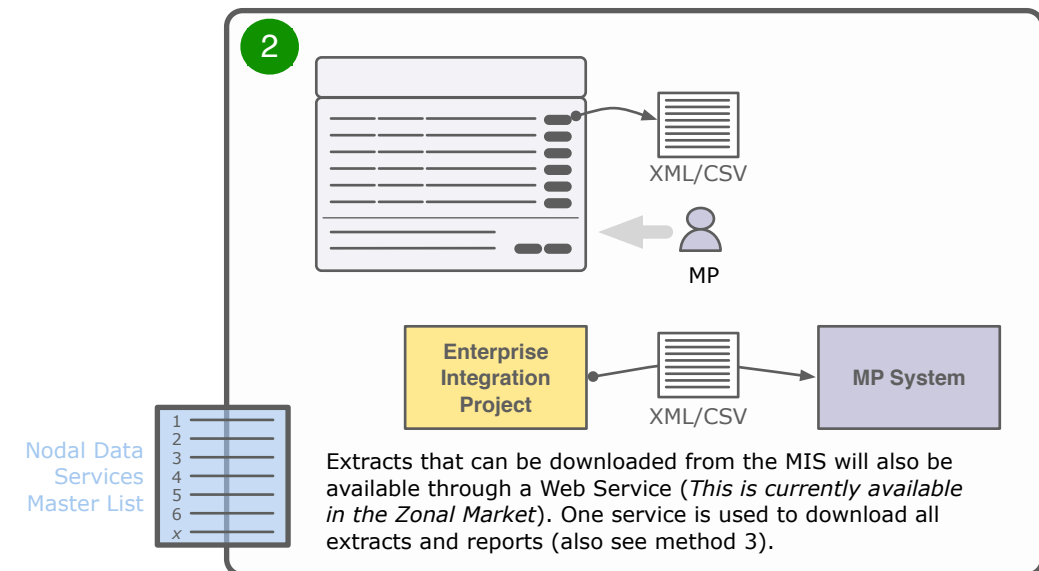 2
XML/CSV
MP
Enterprise
Integration
Project
XML/CSV
MP System
Nodal Data
Services
Master List
1
2
3
4
5
6
x
Extracts that can be downloaded from the MIS will also be
available through a Web Service (This is currently available
in the Zonal Market). One service is used to download all
extracts and reports (also see method 3).